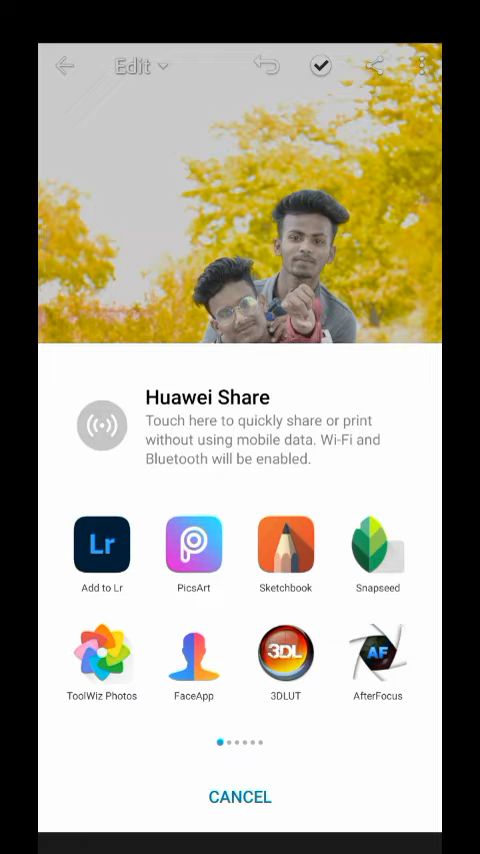 Edit
Huawei Share
Touch here to quickly share or print
without using mobile data. Wi-Fi and
Bluetooth will be enabled.
Lr
Add to Lr
PicsArt
Sketchbook
Snapseed
3DL
AF
ToolWiz Photos
FaceApp
3DLUT
AfterFocus
CANCEL